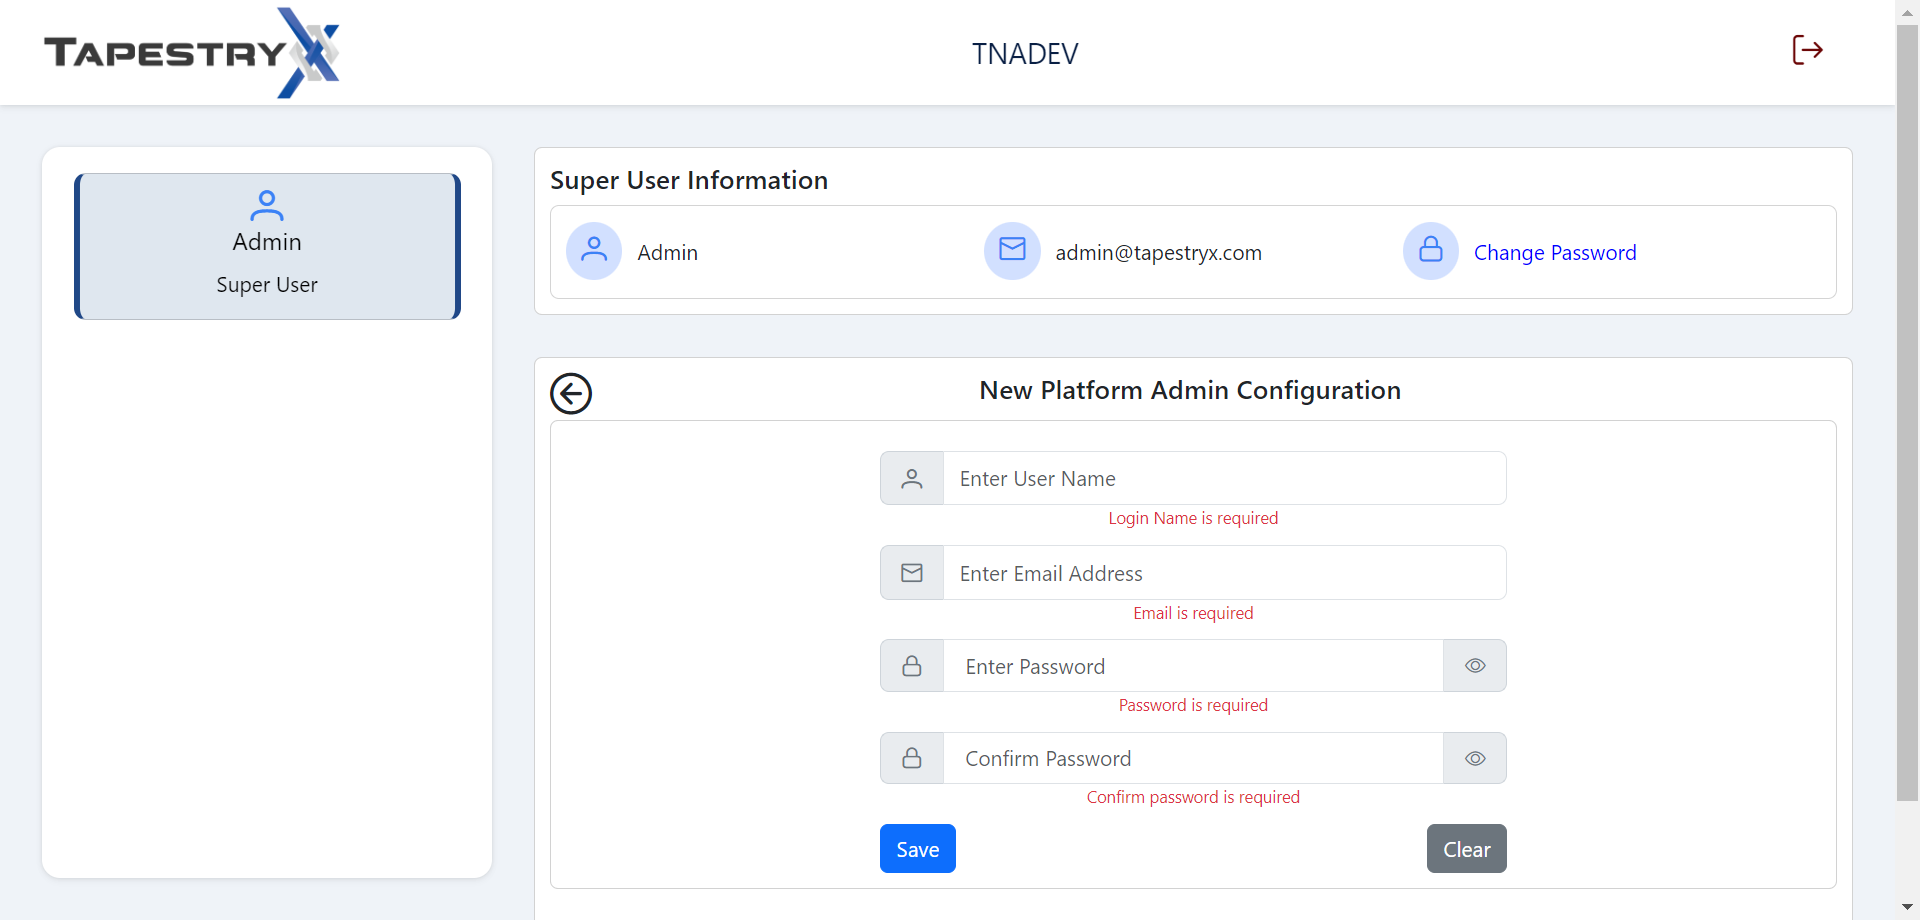 TAPESTRYX
TNADEV
Admin
Super User
Super User Information
Admin
admin@tapestryx.com
Change Password
New Platform Admin Configuration
Enter User Name
Login Name is required
Enter Email Address
Email is required
Enter Password
Password is required
Confirm Password
Confirm password is required
Save
Clear